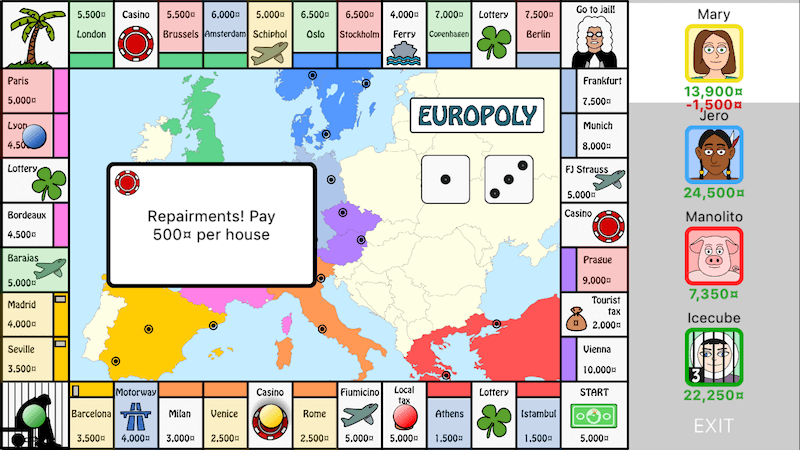 5.500¤
London
Casino
5.500¤
Brussels
6,000¤
Amsterdam
5.000¤
Schiphol
6.500¤
Oslo
6.500¤
Stockholm
4,000¤
Ferry
7,000¤
Copenhagen
Lottery
7,500¤
Berlin
Go to Jail!
Paris
5,000¤
Lyon
4,50
Lottery
Bordeaux
4,500¤
Barajas
5,000¤
Madrid
4,000¤
Seville
3.500¤
EUROPOLY
Repairments! Pay
500¤ per house
Frankfurt
7,500¤
Munich
8,000¤
FJ Strauss
5,000¤
Casino
Prague
9,000¤
Tourist
tax
2,000¤
Vienna
10.000¤
Barcelona
3,500¤
Motorway
4,000¤
Milan
3.000¤
Venice
2,500¤
Casino
Rome
2,500¤
Fiumicino
5.000¤
Local
tax
5,000¤
Athens
1,500¤
Lottery
Istambul
1,500¤
START
5.000¤
Mary
13,900¤
-1,500¤
Jero
24,500¤
Manolito
7,350¤
Icecube
3
22,250¤
EXIT